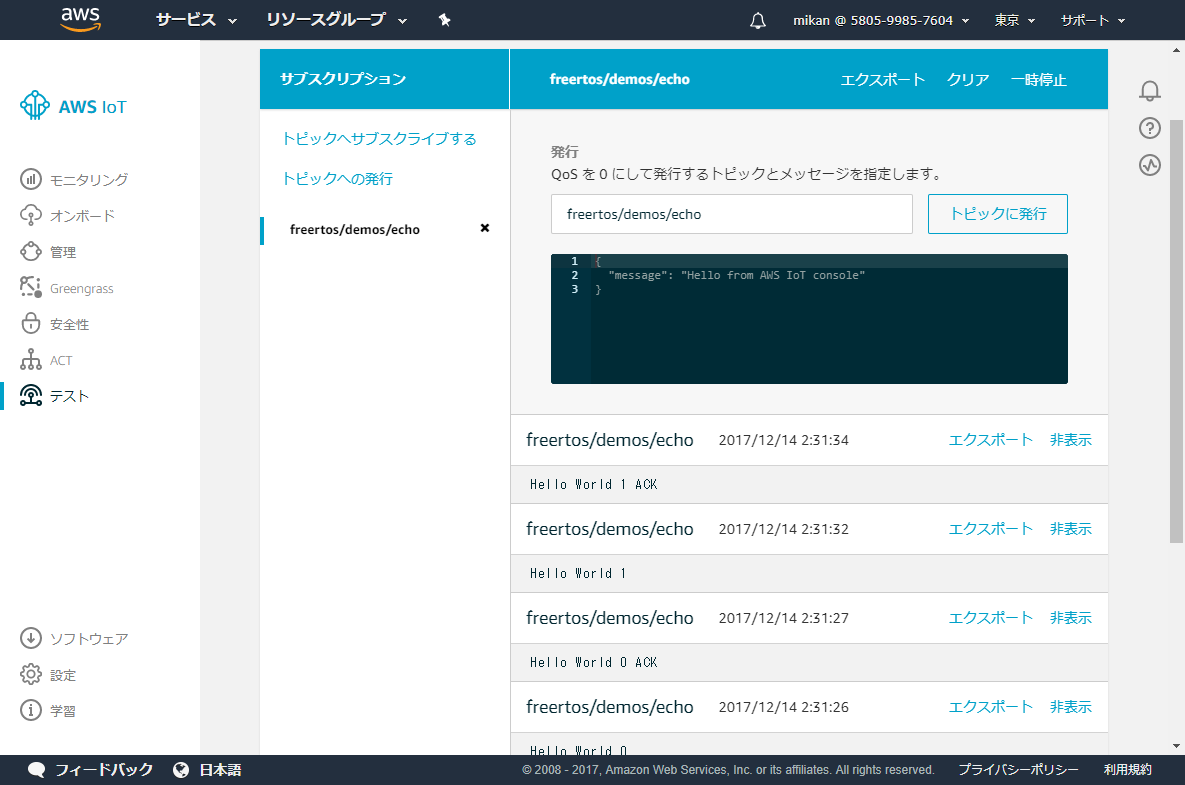 aws サービス リソースグループ mikan @ 5805-9985-7604 東京 サポート
AWS IoT
モニタリング
オンボード
管理
Greengrass
安全性
ACT
テスト
ソフトウェア
設定
学習
サブスクリプション
トピックへサブスクライブする
トピックへの発行
freertos/demos/echo ×
freertos/demos/echo エクスポート クリア 一時停止
発行
QoS を 0 にして発行するトピックとメッセージを指定します。
freertos/demos/echo トピックに発行
1 {
2 "message": "Hello from AWS IoT console"
3 }
freertos/demos/echo 2017/12/14 2:31:34 エクスポート 非表示
Hello World 1 ACK
freertos/demos/echo 2017/12/14 2:31:32 エクスポート 非表示
Hello World 1
freertos/demos/echo 2017/12/14 2:31:27 エクスポート 非表示
Hello World 0 ACK
freertos/demos/echo 2017/12/14 2:31:26 エクスポート 非表示
Hello World 0
フィードバック 日本語 © 2008 - 2017, Amazon Web Services, Inc. or its affiliates. All rights reserved. プライバシーポリシー 利用規約